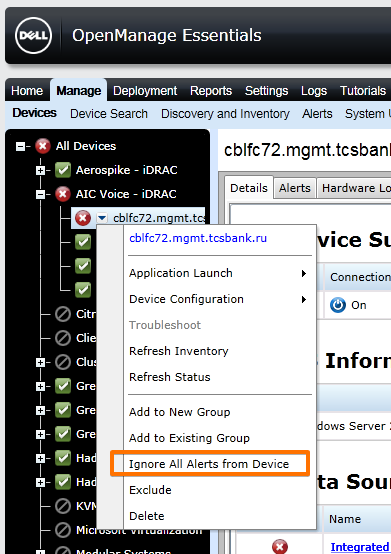 DELL OpenManage Essentials
Home Manage Deployment Reports Settings Logs Tutorials
Devices Device Search Discovery and Inventory Alerts System
All Devices
Aerospike - iDRAC
AIC Voice - iDRAC
cblfc72.mgmt.tcs
Citr
Clie
Clus
Gre
Gre
Gre
Had
Had
KVM
Microsoft Virtualization
Modular Systems
cblfc72.mgmt.tcsbank.ru
Application Launch
Device Configuration
Troubleshoot
Refresh Inventory
Refresh Status
Add to New Group
Add to Existing Group
Ignore All Alerts from Device
Exclude
Delete
cblfc72.mgmt.tcsbank
Details Alerts Hardware Lo
vice Su
Connection
On
Inform
dows Server 2
ta Sour
Name
Integrated